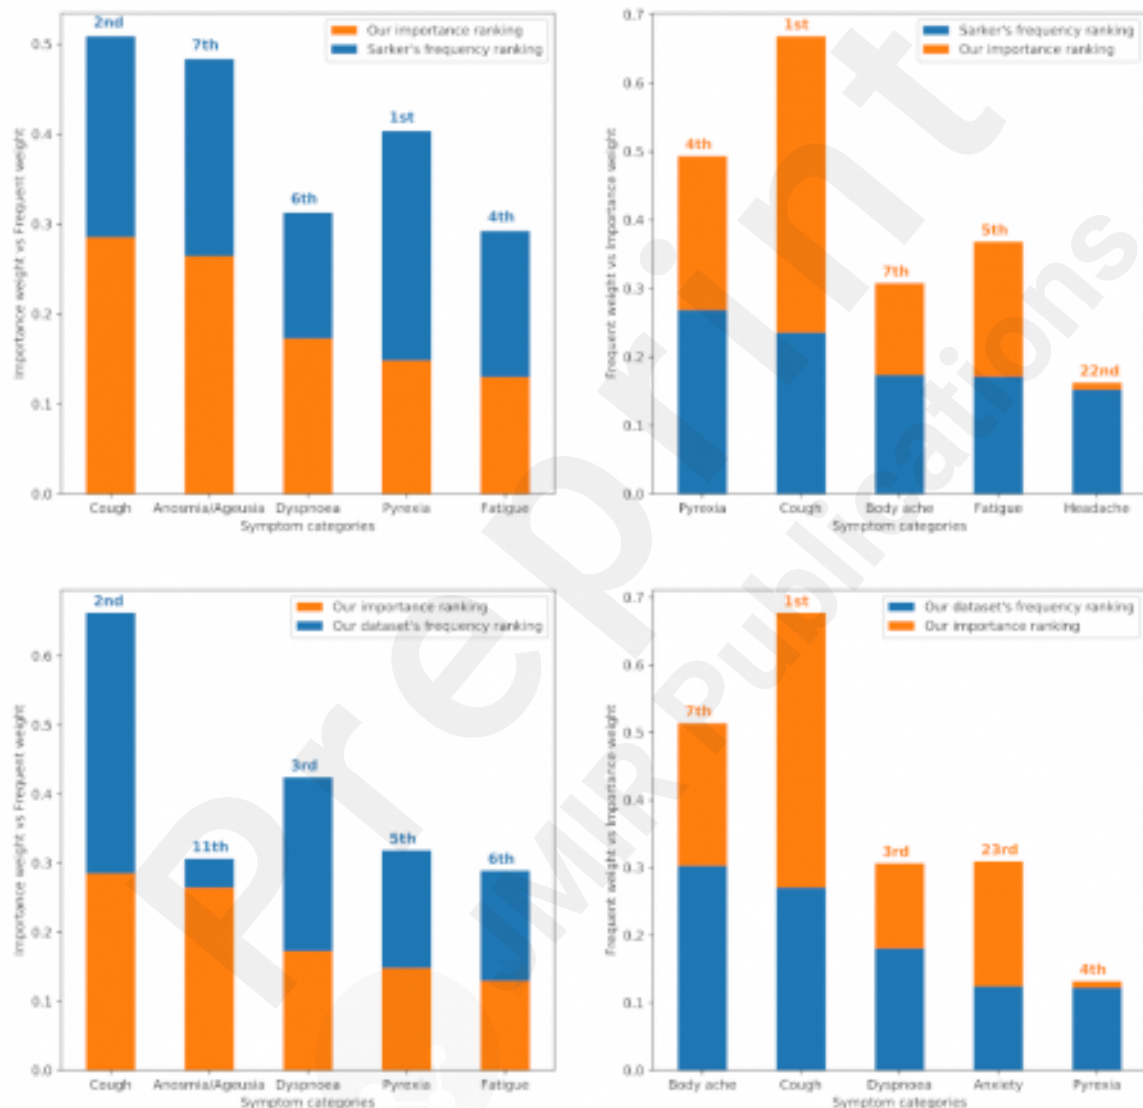 2nd
7th
6th
1st
4th
Our importance ranking
Sarker's frequency ranking
Importance weight vs Frequent weight
0.5
0.4
0.3
0.2
0.1
0.0
Cough Anosmia/Ageusia Dyspnoea Pyrexia Fatigue
Symptom categories
4th
1st
7th
5th
22nd
Sarker's frequency ranking
Our importance ranking
Frequent weight vs Importance weight
0.7
0.6
0.5
0.4
0.3
0.2
0.1
0.0
Pyrexia Cough Body ache Fatigue Headache
Symptom categories
2nd
11th
3rd
5th
6th
Our importance ranking
Our dataset's frequency ranking
Importance weight vs Frequent weight
0.6
0.5
0.4
0.3
0.2
0.1
0.0
Cough Anosmia/Ageusia Dyspnoea Pyrexia Fatigue
Symptom categories
7th
1st
3rd
23rd
4th
Our dataset's frequency ranking
Our importance ranking
Frequent weight vs Importance weight
0.7
0.6
0.5
0.4
0.3
0.2
0.1
0.0
Body ache Cough Dyspnoea Anxiety Pyrexia
Symptom categories
Preprint
JMIR Publications